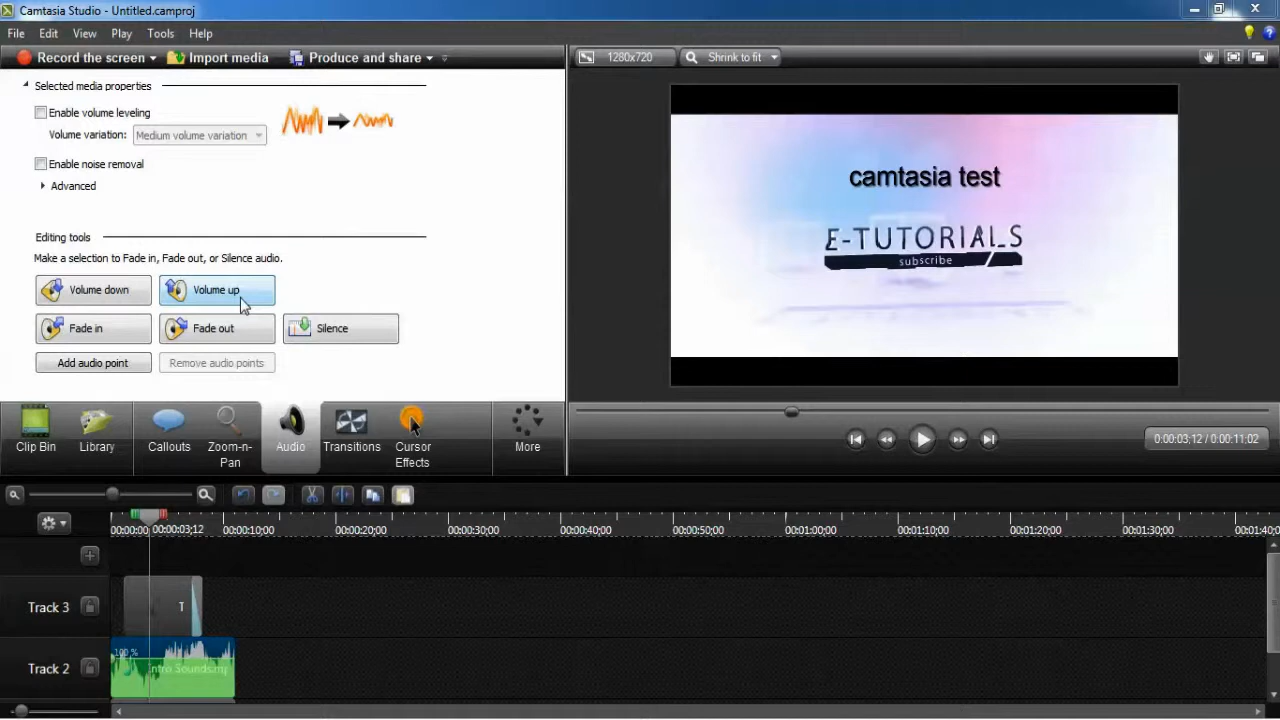 Camtasia Studio - Untitled.camproj
File Edit View Play Tools Help
Record the screen Import media Produce and share
1280x720 Shrink to fit
Selected media properties
Enable volume leveling
Volume variation: Medium volume variation
Enable noise removal
Advanced
Editing tools
Make a selection to Fade in, Fade out, or Silence audio.
Volume down Volume up
Fade in Fade out Silence
Add audio point Remove audio points
camtasia test
E-TUTORIALS
subscribe
Clip Bin Library Callouts Zoom-n-Pan Audio Transitions Cursor Effects More
0:00:03;12 / 0:00:11;02
00:00:00 00:00:03;12 00:00:10;00 00:00:20;00 00:00:30;00 00:00:40;00 00:00:50;00 00:01:00;00 00:01:10;00 00:01:20;00 00:01:30;00 00:01:40;00
Track 3 T
100 %
Track 2 Intro Sounds.mp